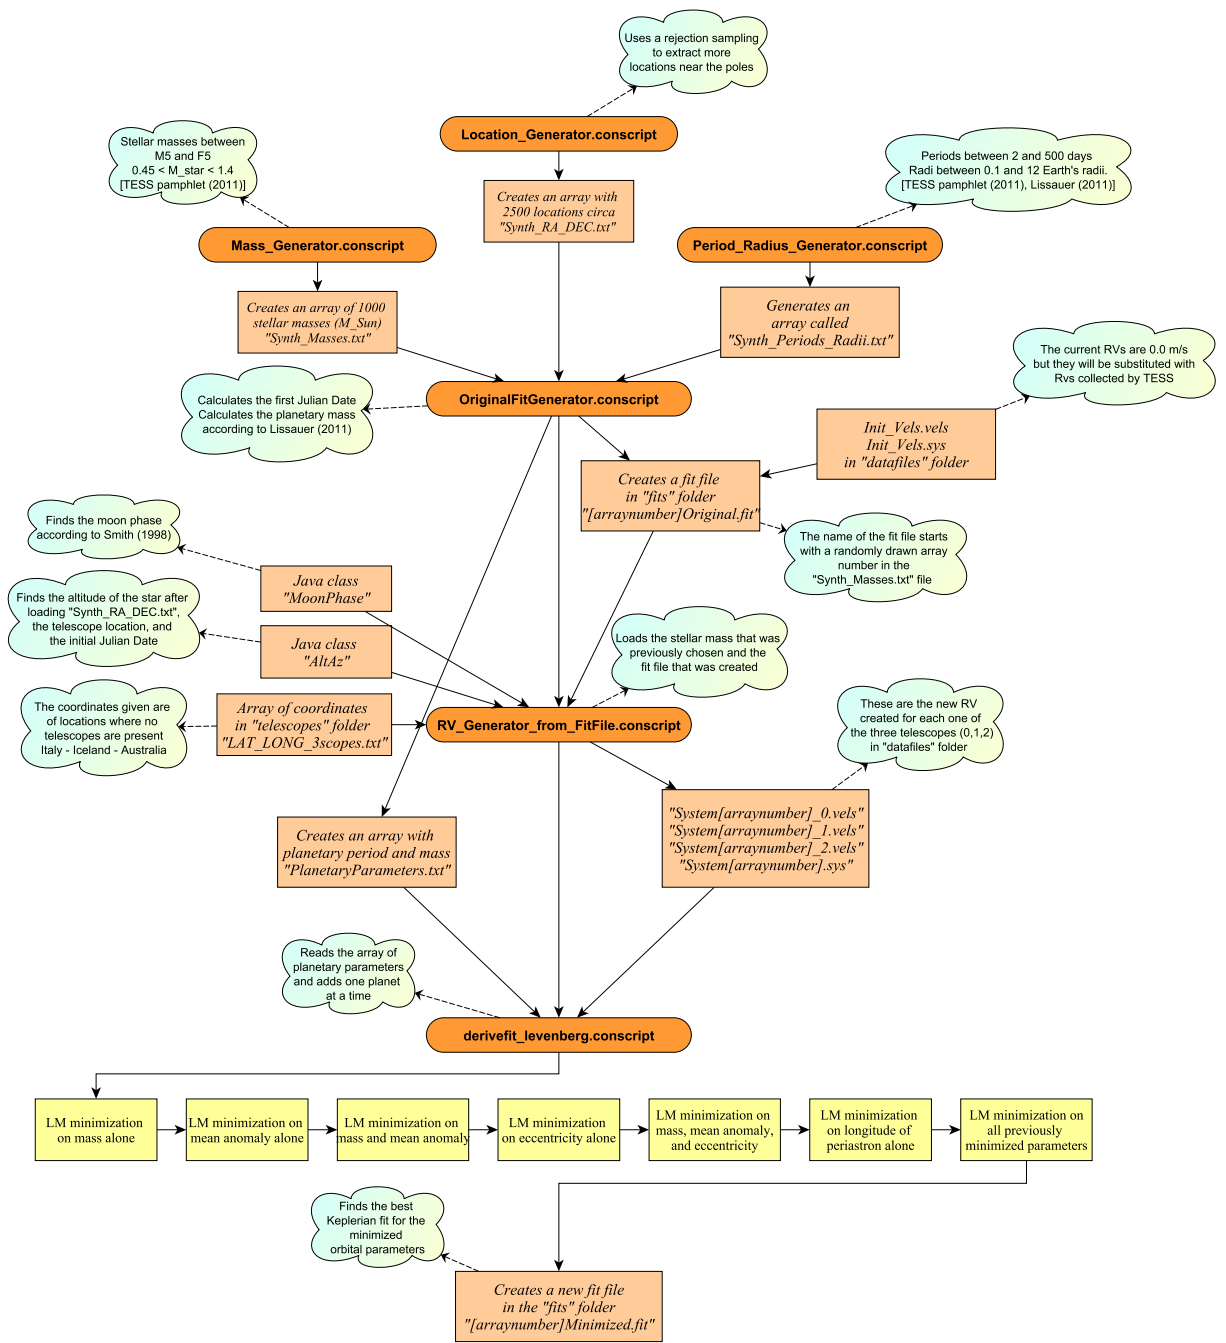 Uses a rejection sampling
to extract more
locations near the poles
Location_Generator.conscript
Stellar masses between
M5 and F5
0.45 < M_star < 1.4
[TESS pamphlet (2011)]
Periods between 2 and 500 days
Radi between 0.1 and 12 Earth's radii.
[TESS pamphlet (2011), Lissauer (2011)]
Creates an array with
2500 locations circa
"Synth_RA_DEC.txt"
Mass_Generator.conscript
Period_Radius_Generator.conscript
Creates an array of 1000
stellar masses (M_Sun)
"Synth_Masses.txt"
Generates an
array called
"Synth_Periods_Radii.txt"
The current RVs are 0.0 m/s
but they will be substituted with
Rvs collected by TESS
Calculates the first Julian Date
Calculates the planetary mass
according to Lissauer (2011)
OriginalFitGenerator.conscript
Init_Vels.vels
Init_Vels.sys
in "datafiles" folder
Creates a fit file
in "fits" folder
"[arraynumber]Original.fit"
Finds the moon phase
according to Smith (1998)
The name of the fit file starts
with a randomly drawn array
number in the
"Synth_Masses.txt" file
Java class
"MoonPhase"
Finds the altitude of the star after
loading "Synth_RA_DEC.txt",
the telescope location, and
the initial Julian Date
Java class
"AltAz"
Loads the stellar mass that was
previously chosen and the
fit file that was created
The coordinates given are
of locations where no
telescopes are present
Italy - Iceland - Australia
Array of coordinates
in "telescopes" folder
"LAT_LONG_3scopes.txt"
RV_Generator_from_FitFile.conscript
These are the new RV
created for each one of
the three telescopes (0,1,2)
in "datafiles" folder
Creates an array with
planetary period and mass
"PlanetaryParameters.txt"
"System[arraynumber]_0.vels"
"System[arraynumber]_1.vels"
"System[arraynumber]_2.vels"
"System[arraynumber].sys"
Reads the array of
planetary parameters
and adds one planet
at a time
derivefit_levenberg.conscript
LM minimization
on mass alone
LM minimization on
mean anomaly alone
LM minimization on
mass and mean anomaly
LM minimization
on eccentricity alone
LM minimization on
mass, mean anomaly,
and eccentricity
LM minimization
on longitude of
periastron alone
LM minimization on
all previously
minimized parameters
Finds the best
Keplerian fit for the
minimized
orbital parameters
Creates a new fit file
in the "fits" folder
"[arraynumber]Minimized.fit"